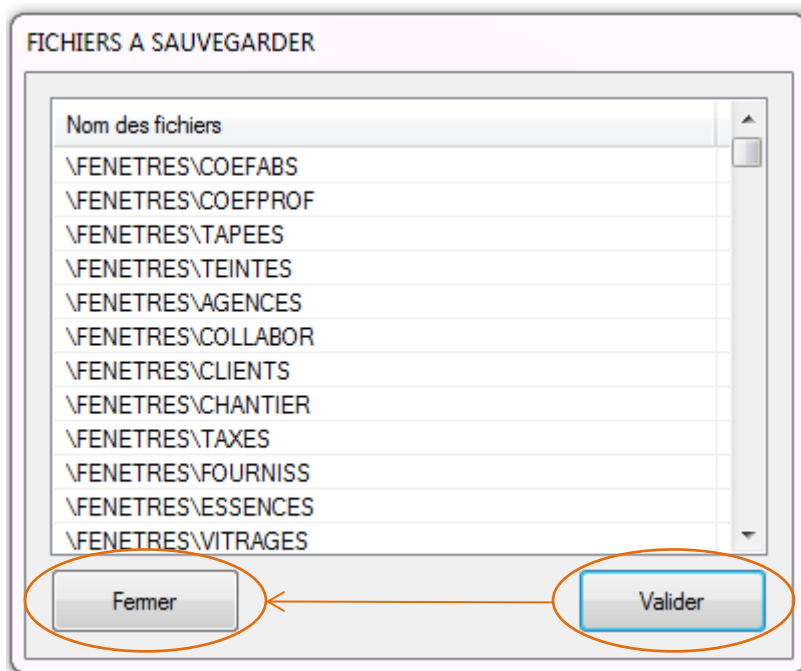 FICHIERS A SAUVEGARDER
Nom des fichiers
\FENETRES\COEFABS
\FENETRES\COEFPROF
\FENETRES\TAPEES
\FENETRES\TEINTES
\FENETRES\AGENCES
\FENETRES\COLLABOR
\FENETRES\CLIENTS
\FENETRES\CHANTIER
\FENETRES\TAXES
\FENETRES\FOURNISS
\FENETRES\ESSENCES
\FENETRES\VITRAGES
Fermer Valider